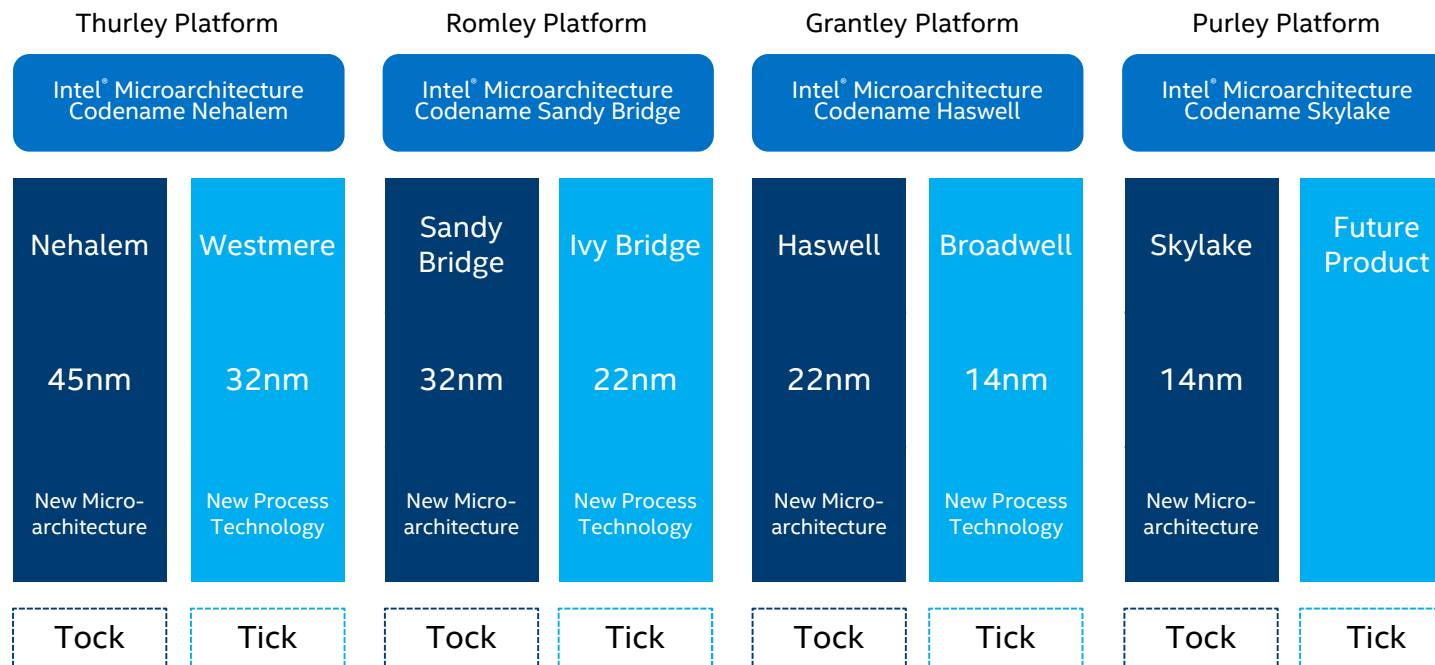 Thurley Platform
Romley Platform
Grantley Platform
Purley Platform
Intel® Microarchitecture
Codename Nehalem
Intel® Microarchitecture
Codename Sandy Bridge
Intel® Microarchitecture
Codename Haswell
Intel® Microarchitecture
Codename Skylake
Nehalem
45nm
New Micro-
architecture
Tock
Westmere
32nm
New Process
Technology
Tick
Sandy
Bridge
32nm
New Micro-
architecture
Tock
Ivy Bridge
22nm
New Process
Technology
Tick
Haswell
22nm
New Micro-
architecture
Tock
Broadwell
14nm
New Process
Technology
Tick
Skylake
14nm
New Micro-
architecture
Tock
Future
Product
Tick